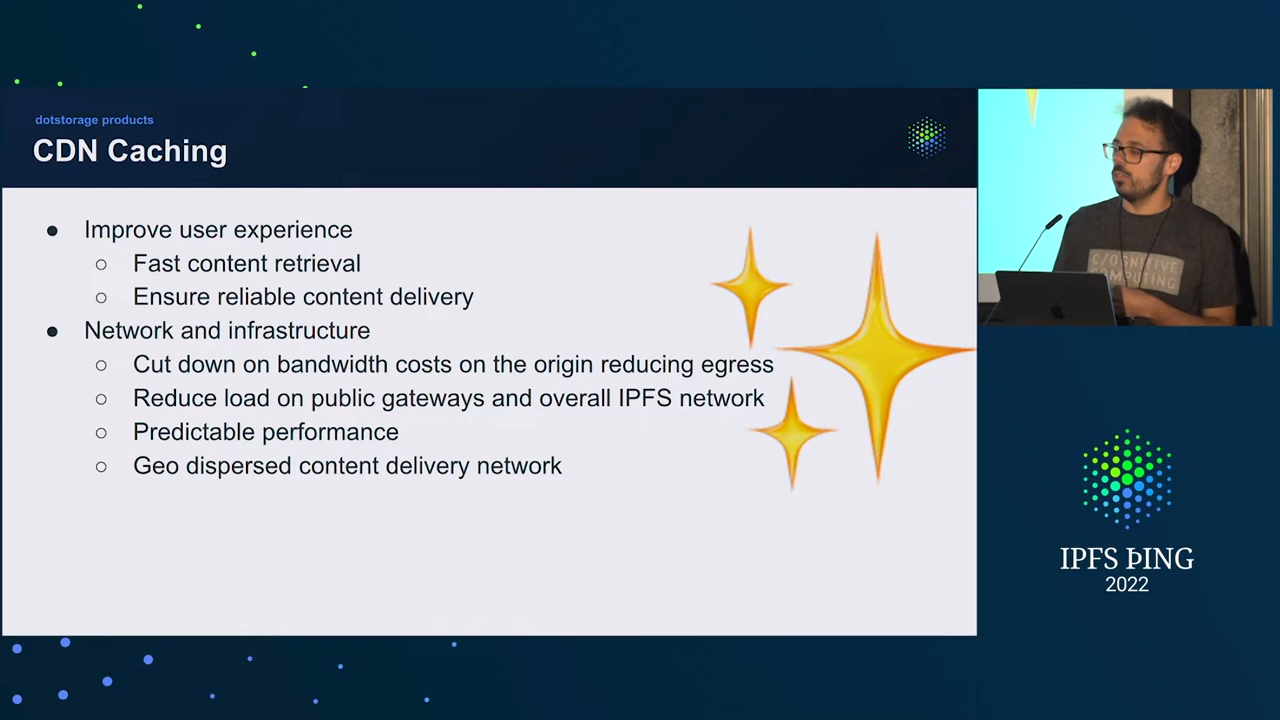 dotstorage products
CDN Caching
● Improve user experience
○ Fast content retrieval
○ Ensure reliable content delivery
● Network and infrastructure
○ Cut down on bandwidth costs on the origin reducing egress
○ Reduce load on public gateways and overall IPFS network
○ Predictable performance
○ Geo dispersed content delivery network
C/OGNITIVE
COMPUTING
IPFS ÞING
2022